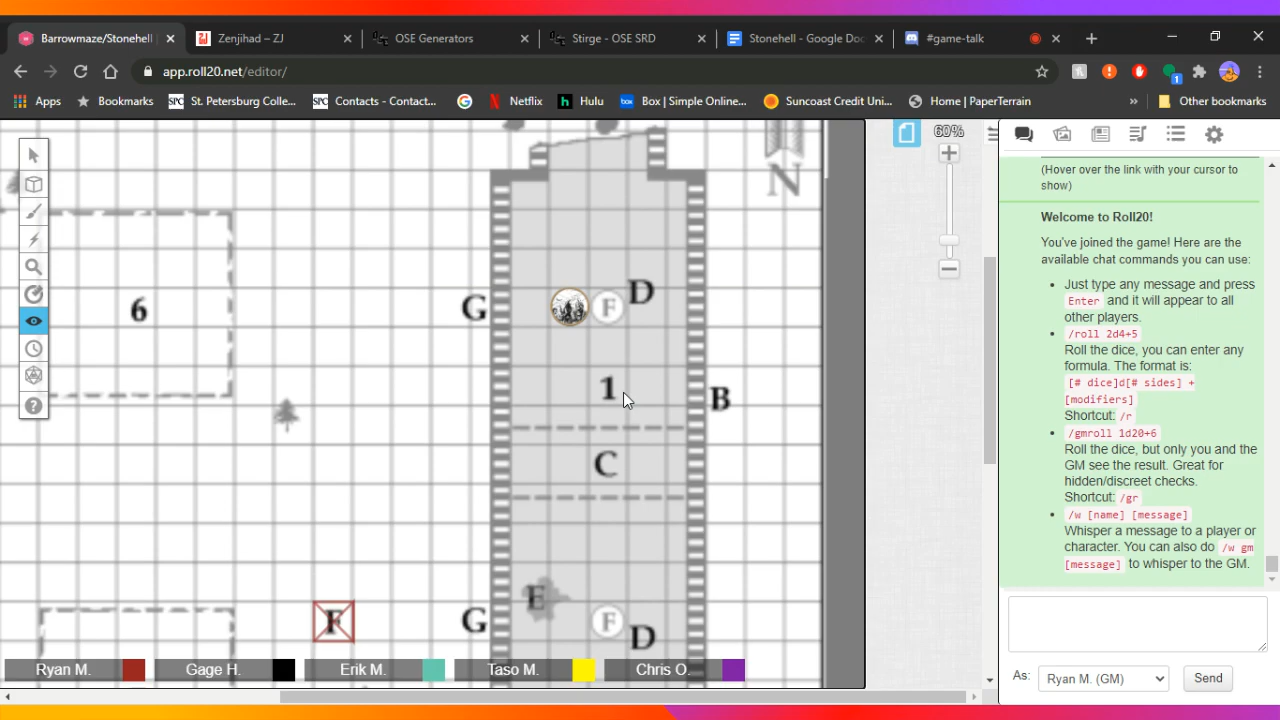 Barrowmaze/Stonehell
Zenjihad – ZJ
OSE Generators
Stirge - OSE SRD
Stonehell - Google Doc
#game-talk
app.roll20.net/editor/
1
Apps
Bookmarks
SPC
St. Petersburg Colle...
SPC
Contacts - Contact...
Netflix
Hulu
box
Box | Simple Online...
Suncoast Credit Uni...
Home | PaperTerrain
»
Other bookmarks
60%
N
6
G
F
D
1
B
C
E
F
G
F
D
Ryan M.
Gage H.
Erik M.
Taso M.
Chris O.
(Hover over the link with your cursor to
show)
Welcome to Roll20!
You've joined the game! Here are the
available chat commands you can use:
• Just type any message and press
Enter and it will appear to all
other players.
• /roll 2d4+5
Roll the dice, you can enter any
formula. The format is:
[# dice]d[# sides] +
[modifiers]
Shortcut: /r
• /gmroll 1d20+6
Roll the dice, but only you and the
GM see the result. Great for
hidden/discreet checks.
Shortcut: /gr
• /w [name] [message]
Whisper a message to a player or
character. You can also do /w gm
[message] to whisper to the GM.
As:
Ryan M. (GM)
Send